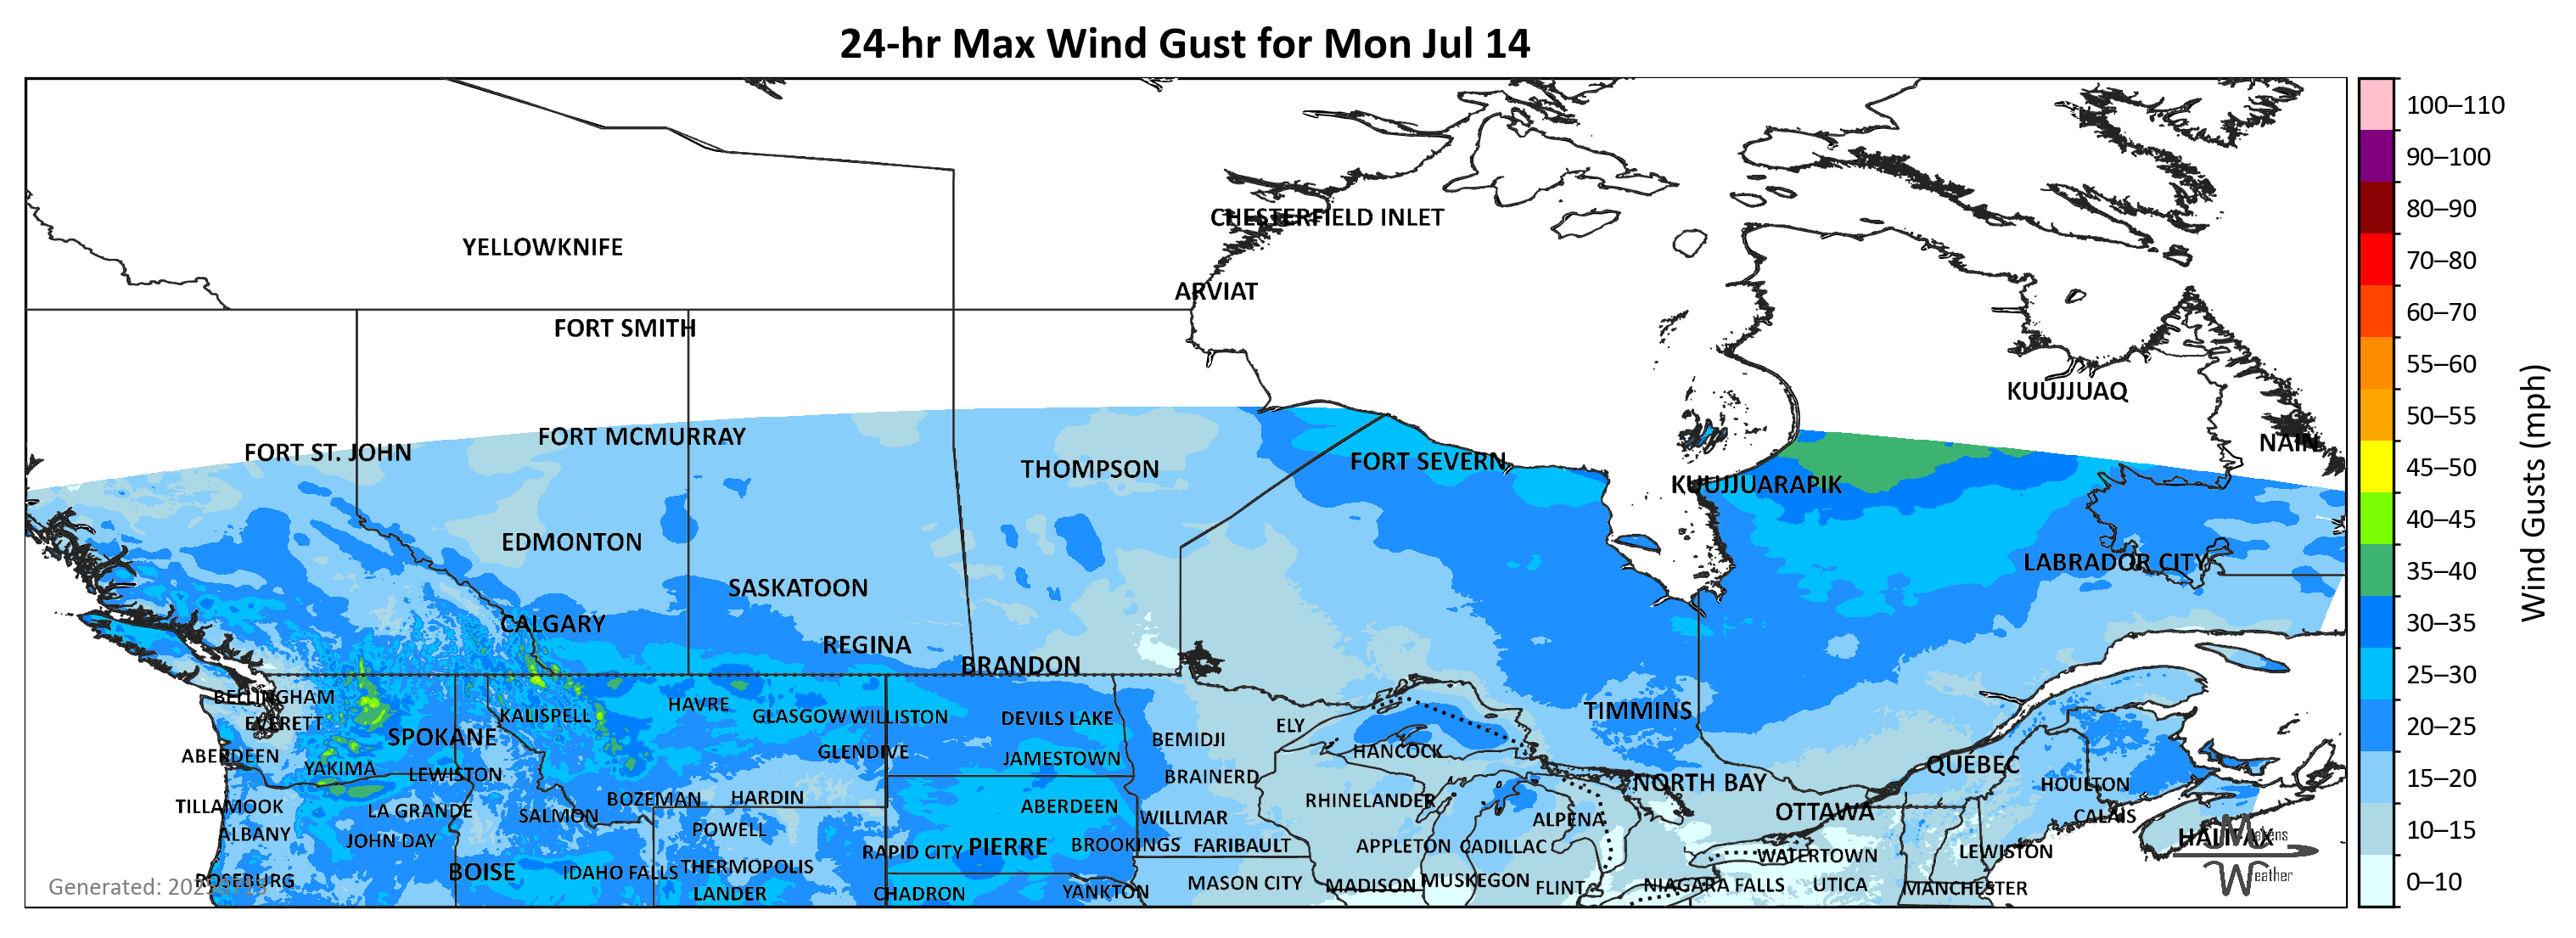 24-hr Max Wind Gust for Mon Jul 14
100–110
90–100
80–90
70–80
60–70
55–60
50–55
45–50
40–45
35–40
30–35
25–30
20–25
15–20
10–15
0–10
Wind Gusts (mph)
CHESTERFIELD INLET
YELLOWKNIFE
ARVIAT
FORT SMITH
KUUJJUAQ
FORT MCMURRAY
NAIN
FORT ST. JOHN
FORT SEVERN
THOMPSON
KUUJJUARAPIK
EDMONTON
LABRADOR CITY
SASKATOON
CALGARY
REGINA
BRANDON
BELLINGHAM
HAVRE
TIMMINS
KALISPELL
GLASGOW
WILLISTON
DEVILS LAKE
EVERETT
ELY
SPOKANE
BEMIDJI
GLENDIVE
HANCOCK
ABERDEEN
JAMESTOWN
QUÉBEC
YAKIMA
LEWISTON
BRAINERD
NORTH BAY
HOULTON
BOZEMAN
HARDIN
RHINELANDER
TILLAMOOK
LA GRANDE
ABERDEEN
OTTAWA
SALMON
WILLMAR
ALPENA
CALAIS
ALBANY
POWELL
HALIFAX
JOHN DAY
BROOKINGS
FARIBAULT
APPLETON
CADILLAC
PIERRE
RAPID CITY
LEWISTON
WATERTOWN
BOISE
IDAHO FALLS
THERMOPOLIS
ROSEBURG
MASON CITY
MADISON
MUSKEGON
FLINT
NIAGARA FALLS
UTICA
MANCHESTER
LANDER
CHADRON
YANKTON
Generated:
Makens
Weather